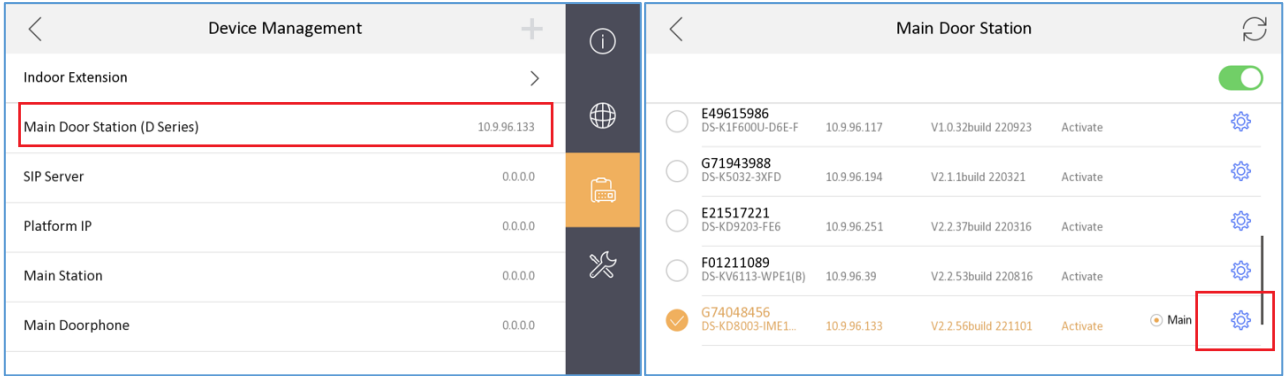 Device Management
Indoor Extension
Main Door Station (D Series) 10.9.96.133
SIP Server 0.0.0.0
Platform IP 0.0.0.0
Main Station 0.0.0.0
Main Doorphone 0.0.0.0
Main Door Station
E49615986
DS-K1F600U-D6E-F 10.9.96.117 V1.0.32build 220923 Activate
G71943988
DS-K5032-3XFD 10.9.96.194 V2.1.1build 220321 Activate
E21517221
DS-KD9203-FE6 10.9.96.251 V2.2.37build 220316 Activate
F01211089
DS-KV6113-WPE1(B) 10.9.96.39 V2.2.53build 220816 Activate
G74048456
DS-KD8003-IME1... 10.9.96.133 V2.2.56build 221101 Activate Main